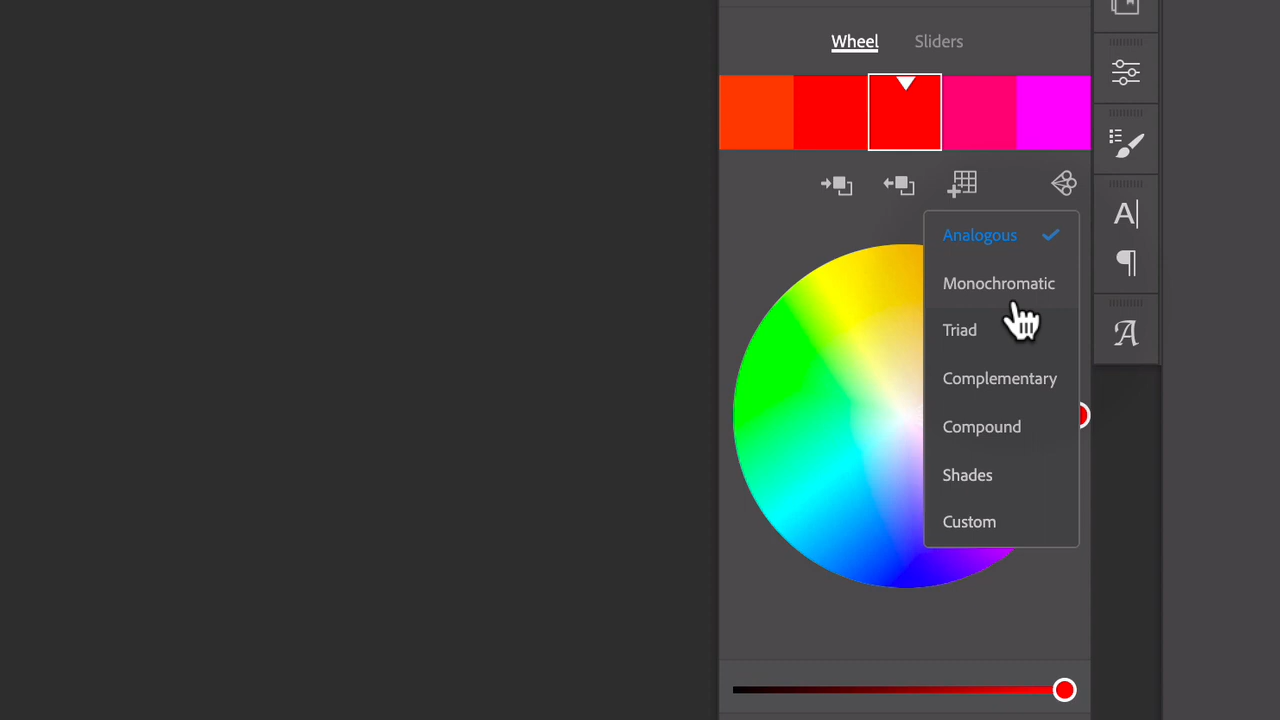 Wheel Sliders
Analogous
Monochromatic
Triad
Complementary
Compound
Shades
Custom
A
¶
A